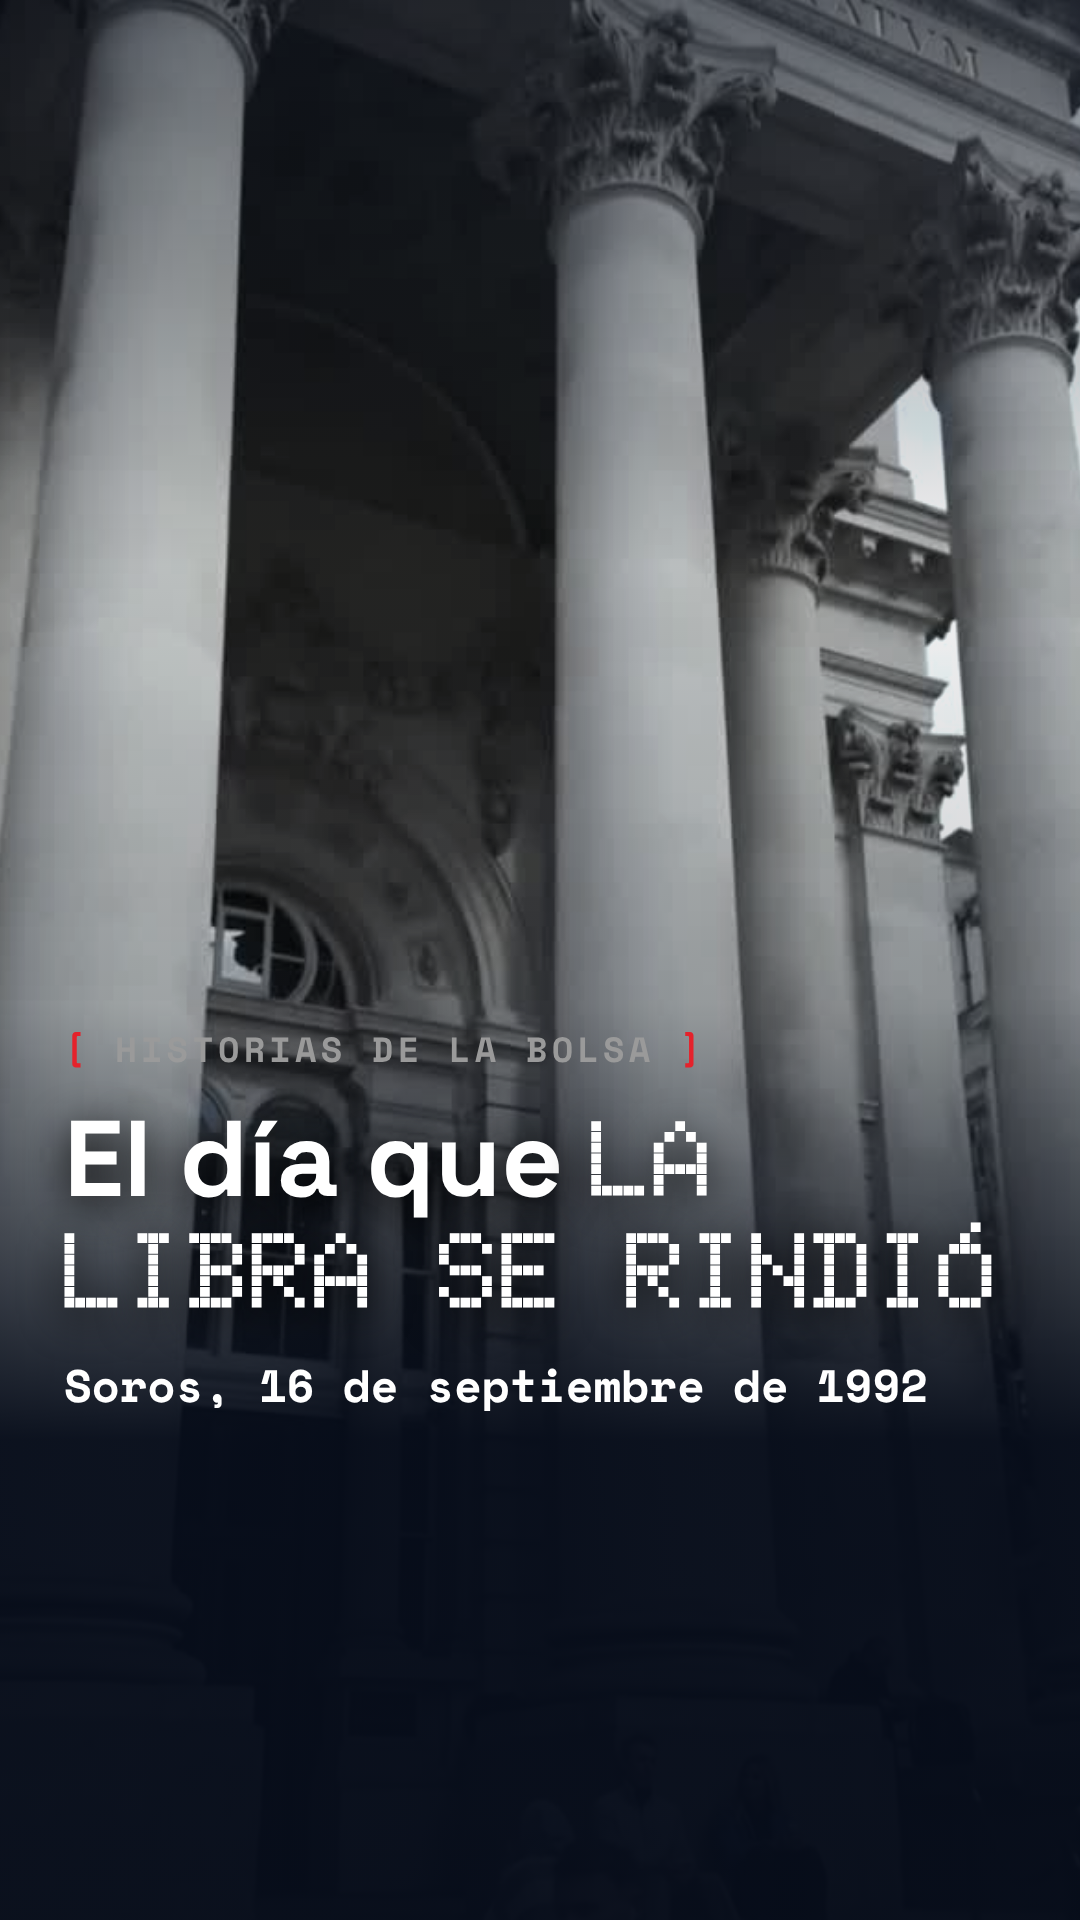 [ HISTORIAS DE LA BOLSA ]
El día que LA
LIBRA SE RINDIÓ
Soros, 16 de septiembre de 1992